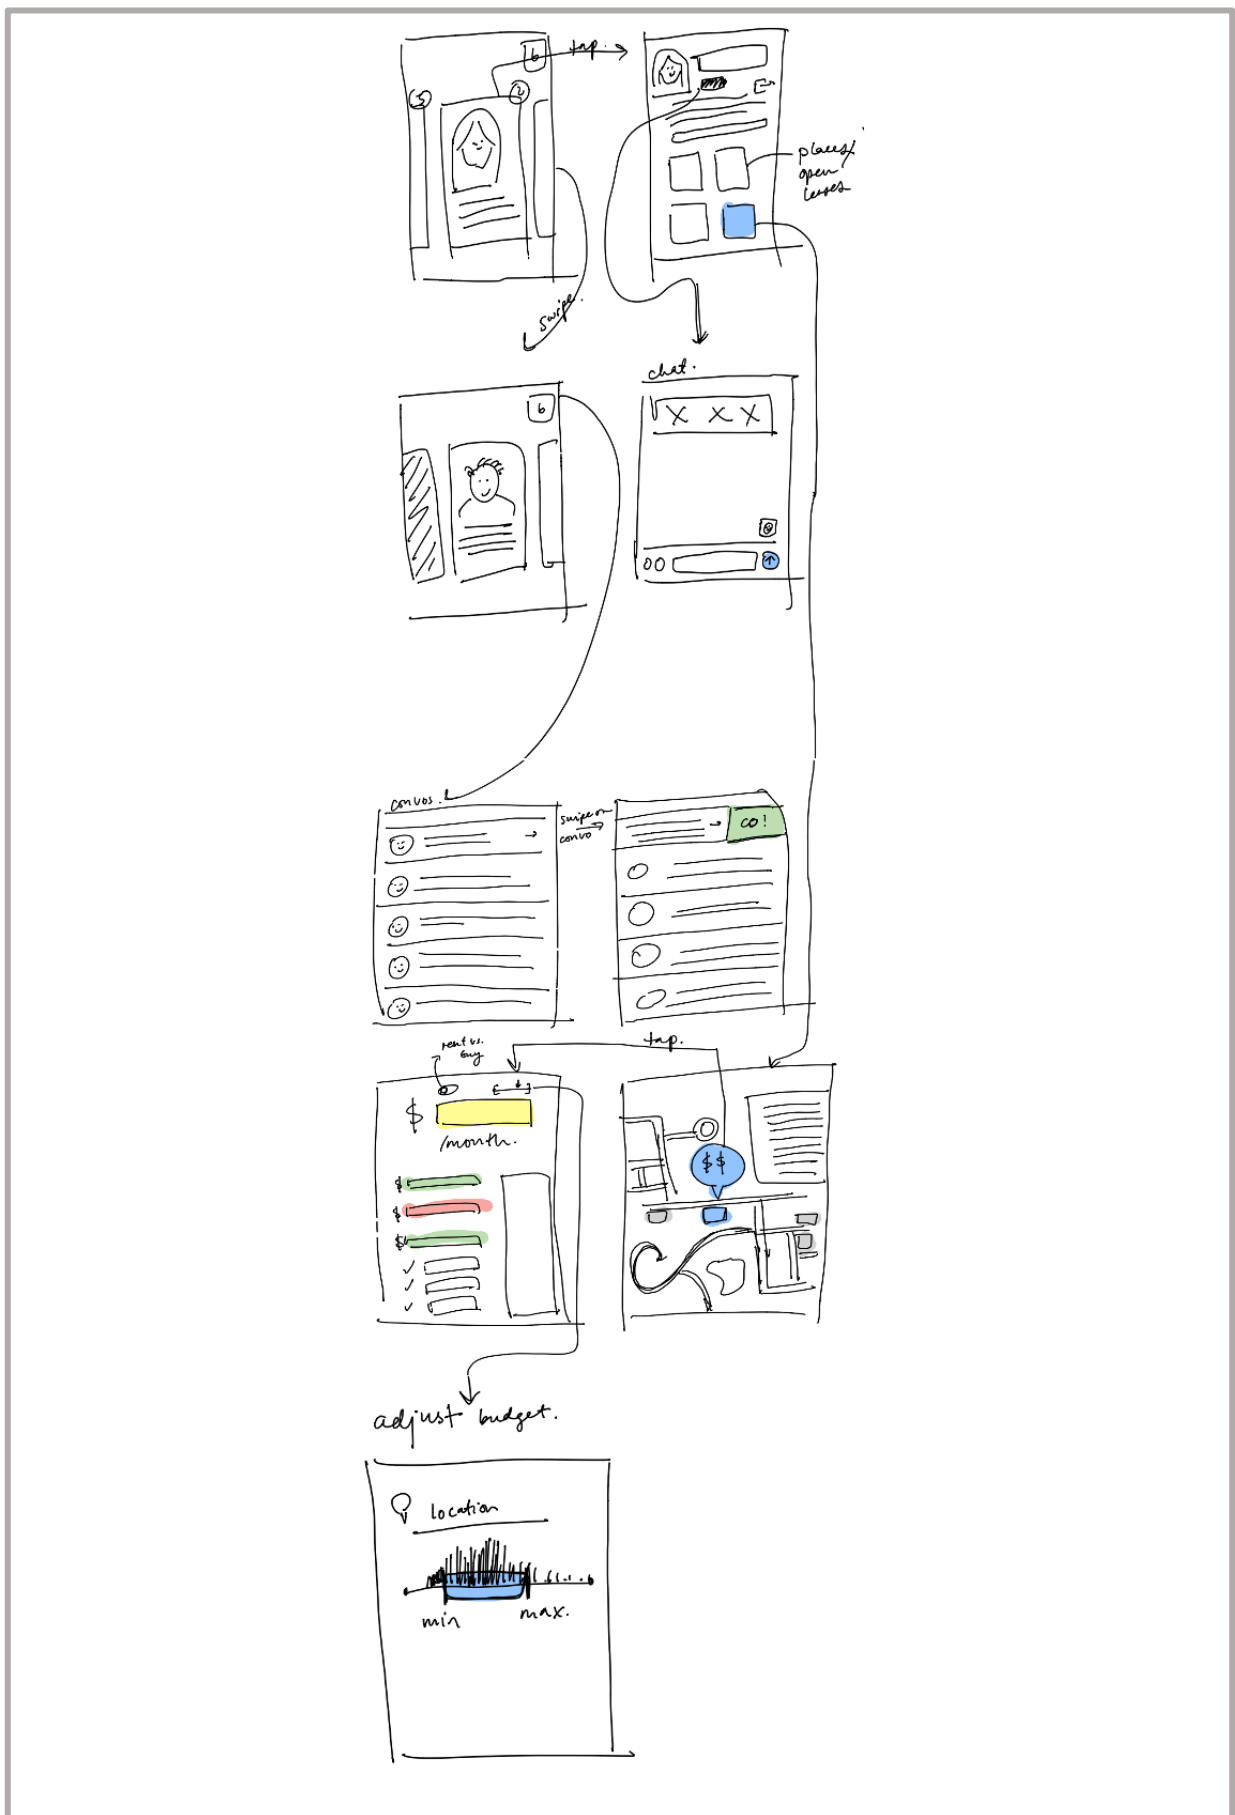 6
tap.
2
places/
open
leases
swipe.
chat.
6
X X X
convos.
swipe on
convo
CO!
rent vs.
buy
tap.
$
/month.
$
$
$
$$
adjust budget.
location
min
max.